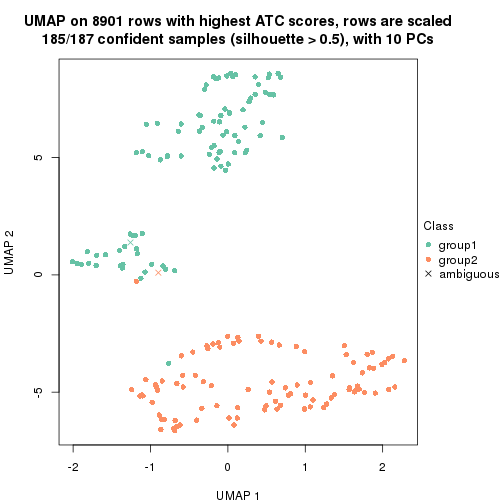 UMAP on 8901 rows with highest ATC scores, rows are scaled
185/187 confident samples (silhouette > 0.5), with 10 PCs
5
0
-5
UMAP 2
-2 -1 0 1 2
UMAP 1
Class
group1
group2
ambiguous